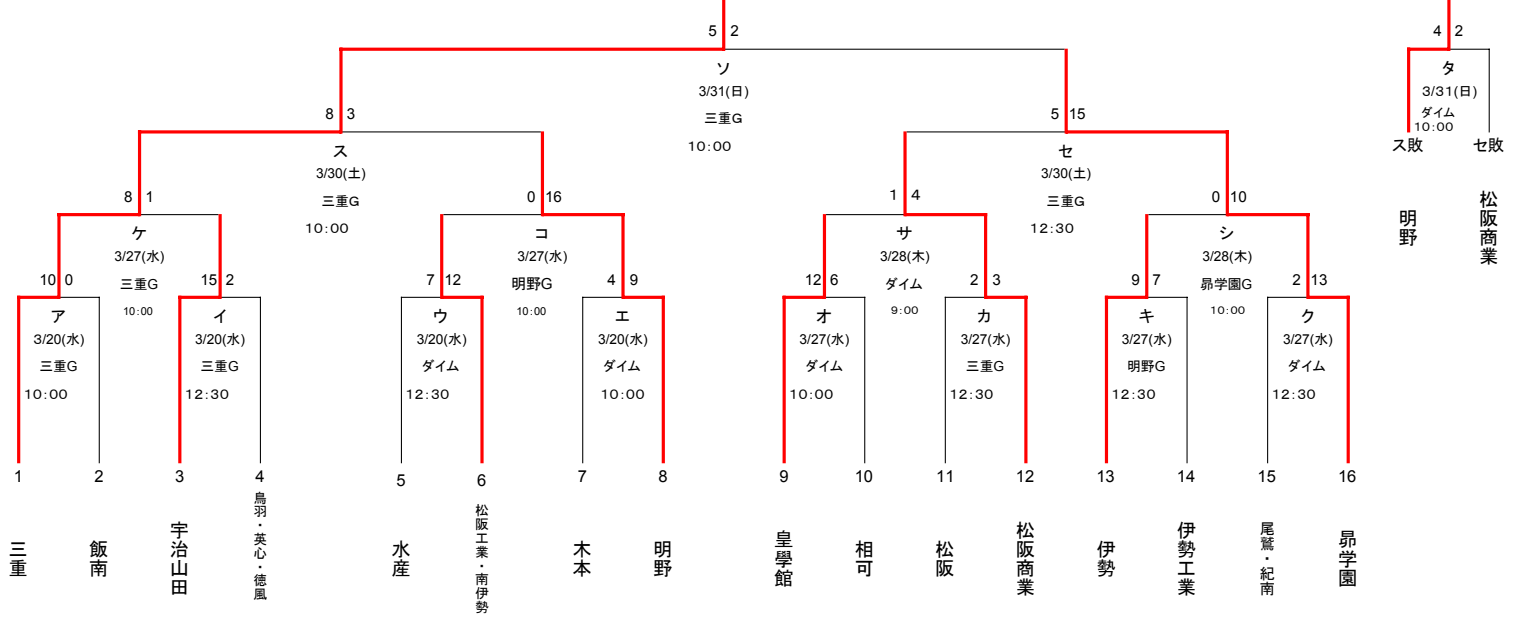 5 2
ソ
3/31(日)
三重G
10:00
4 2
タ
3/31(日)
ダイム
10:00
ス敗 セ敗
明野 松阪商業
8 3
ス
3/30(土)
三重G
10:00
5 15
セ
3/30(土)
三重G
12:30
8 1
ケ
3/27(水)
三重G
10:00
0 16
コ
3/27(水)
明野G
10:00
1 4
サ
3/28(木)
ダイム
9:00
0 10
シ
3/28(木)
昴学園G
10:00
10 0
ア
3/20(水)
三重G
10:00
15 2
イ
3/20(水)
三重G
12:30
7 12
ウ
3/20(水)
ダイム
12:30
4 9
エ
3/20(水)
ダイム
10:00
12 6
オ
3/27(水)
ダイム
10:00
2 3
カ
3/27(水)
三重G
12:30
9 7
キ
3/27(水)
明野G
12:30
2 13
ク
3/27(水)
ダイム
12:30
1 2 3 4 5 6 7 8 9 10 11 12 13 14 15 16
三重
飯南
宇治山田
鳥羽・英心・徳風
水産
松阪工業・南伊勢
木本
明野
皇學館
相可
松阪
松阪商業
伊勢
伊勢工業
尾鷲・紀南
昴学園